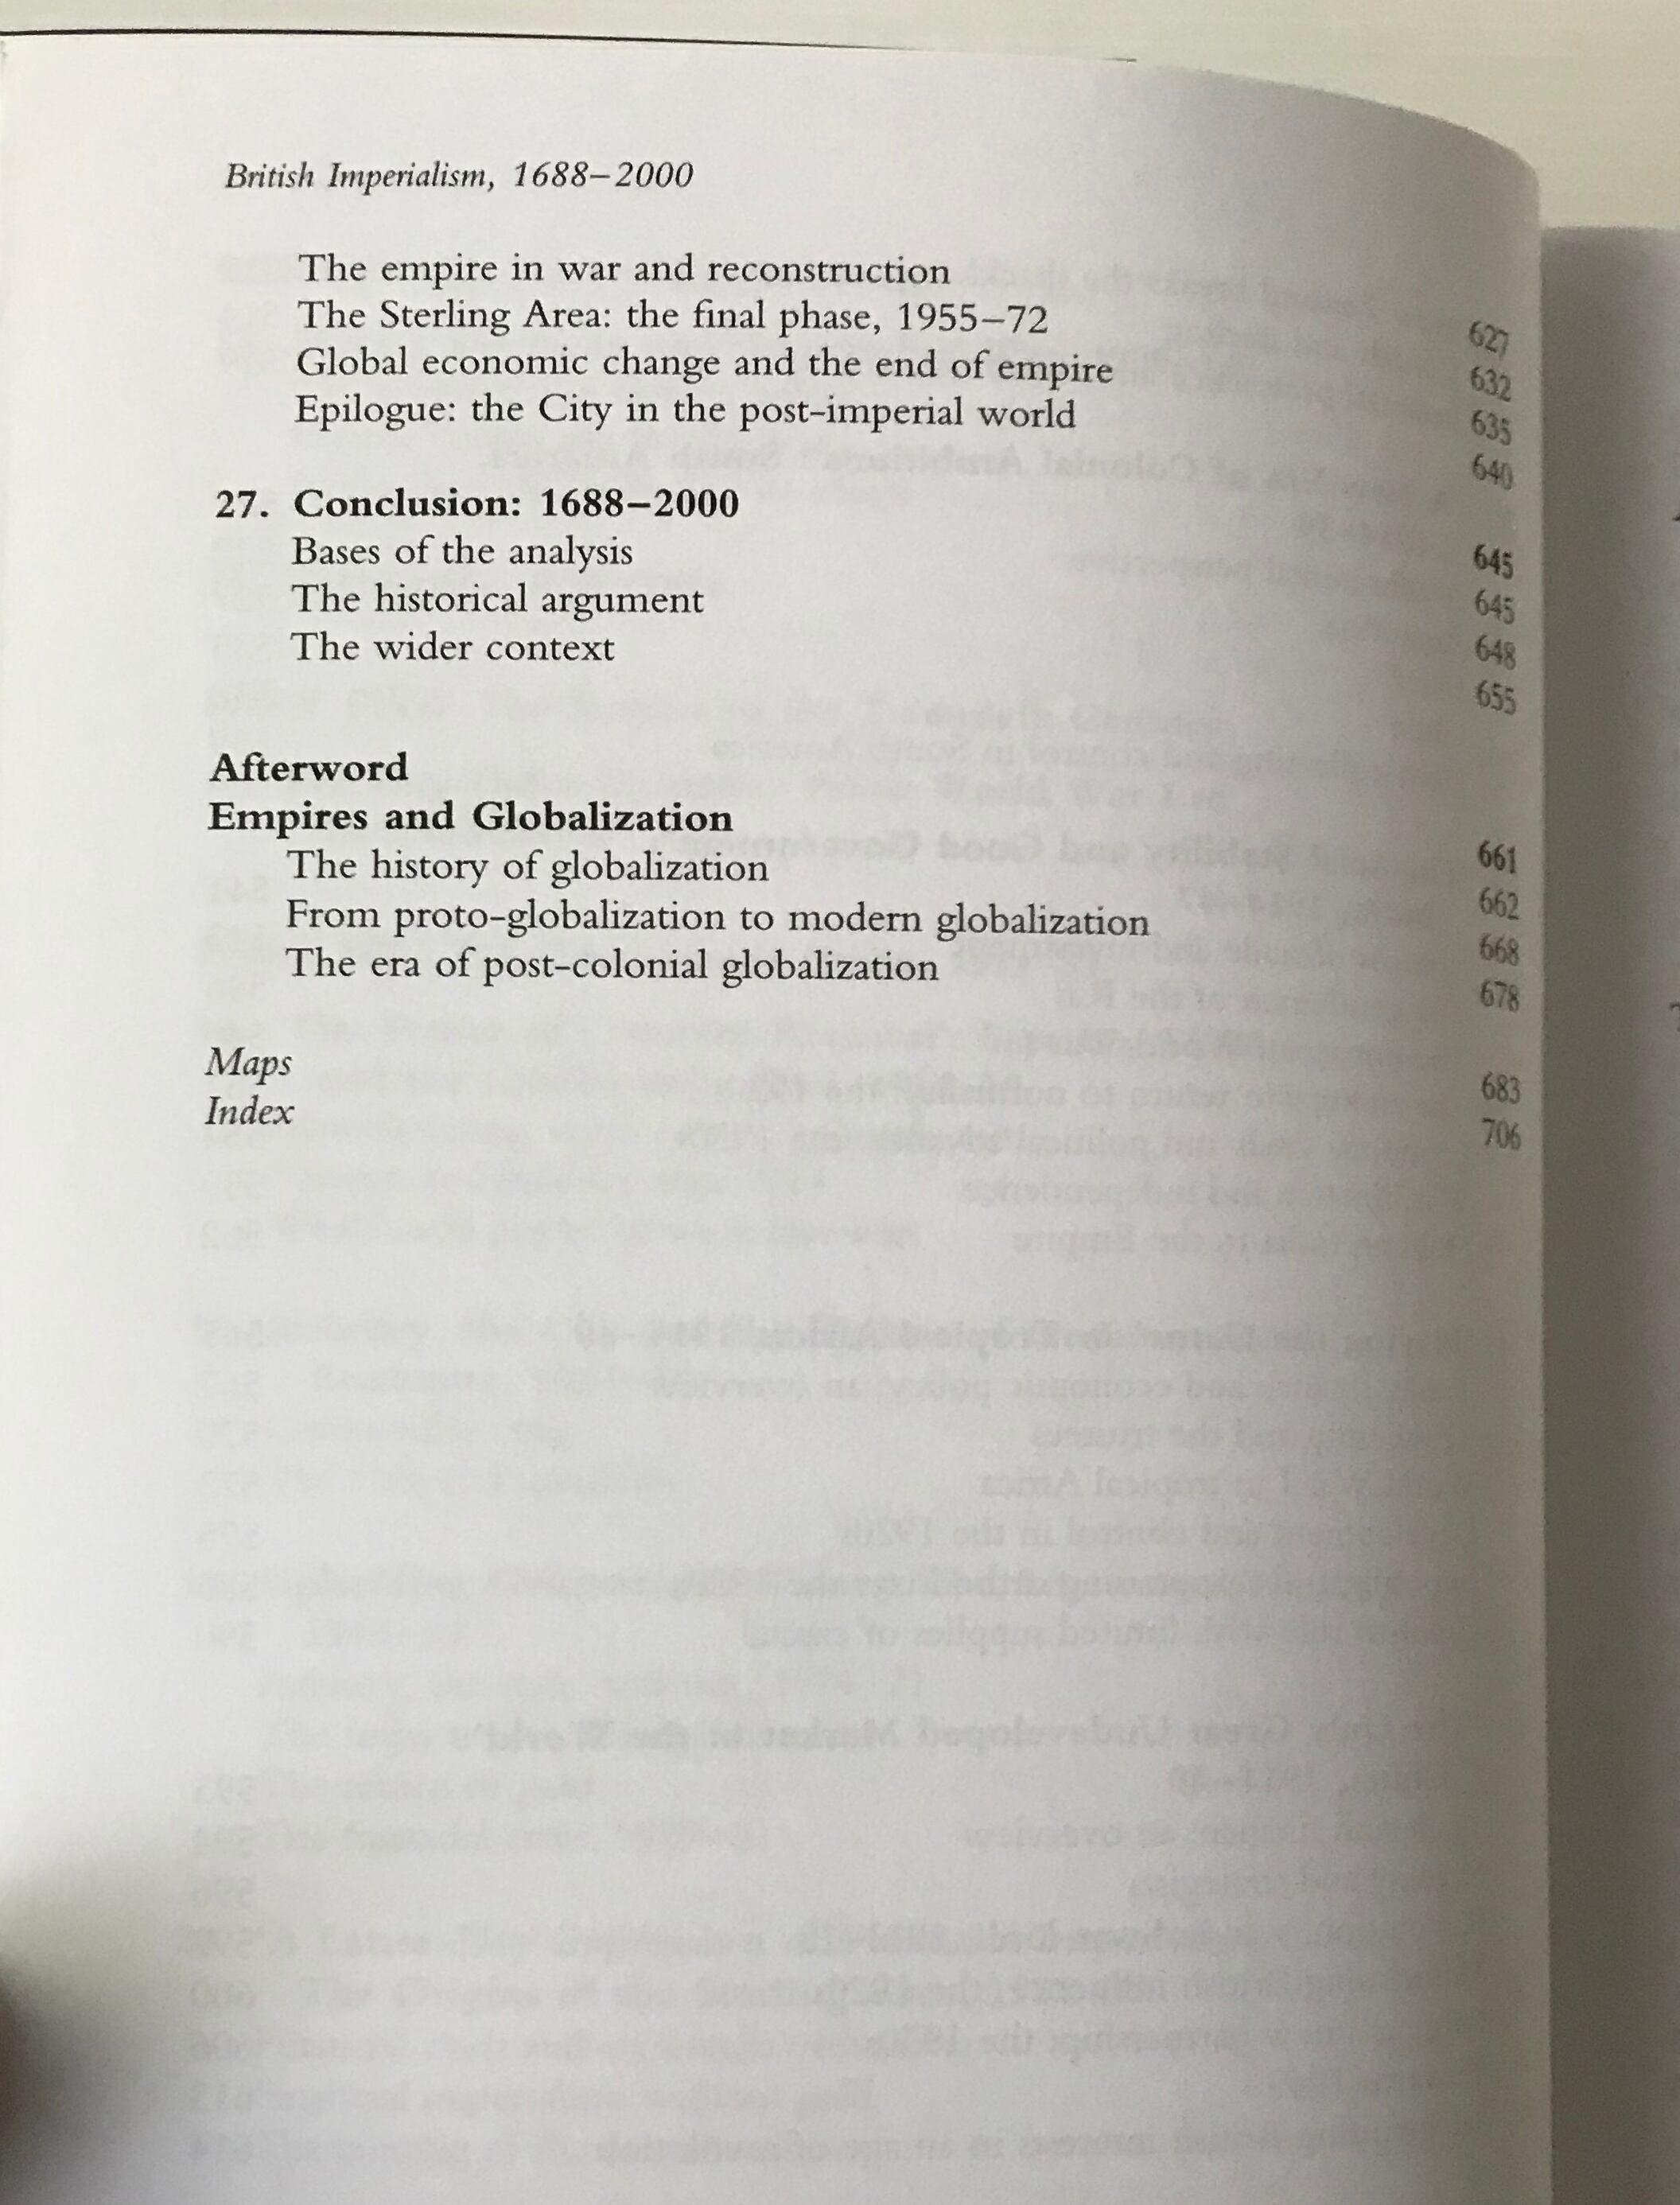 British Imperialism, 1688–2000
The empire in war and reconstruction 627
The Sterling Area: the final phase, 1955–72 632
Global economic change and the end of empire 635
Epilogue: the City in the post-imperial world 640
27. Conclusion: 1688–2000 645
Bases of the analysis 645
The historical argument 648
The wider context 655
Afterword
Empires and Globalization 661
The history of globalization 662
From proto-globalization to modern globalization 668
The era of post-colonial globalization 678
Maps 683
Index 706